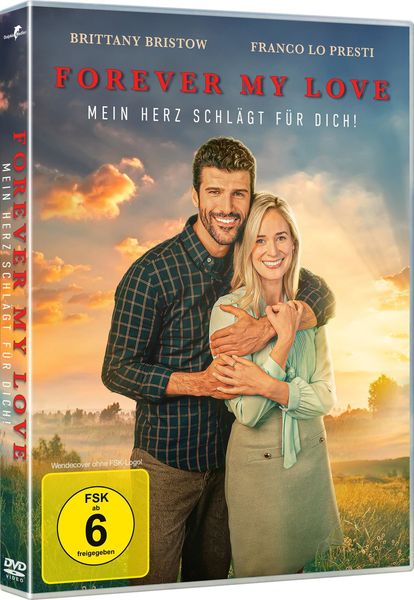 BRITTANY BRISTOW FRANCO LO PRESTI
FOREVER MY LOVE
MEIN HERZ SCHLÄGT FÜR DICH!
FOREVER MY LOVE
MEIN HERZ SCHLÄGT FÜR DICH!
Wendecover ohne FSK-Logo!
FSK
ab
6
freigegeben
DVD
VIDEO